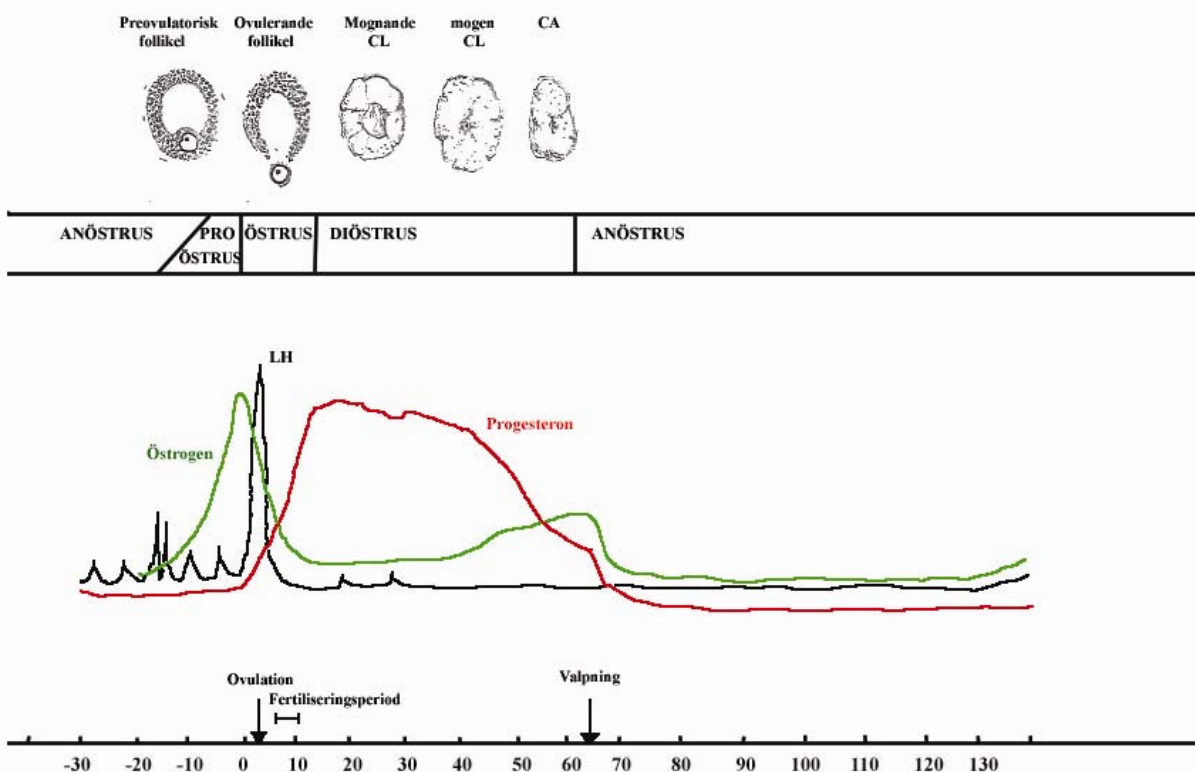 Preovulatorisk
follikel
Ovulerande
follikel
Mognande
CL
mogen
CL
CA
ANÖSTRUS
PRO
ÖSTRUS
ÖSTRUS
DIÖSTRUS
ANÖSTRUS
LH
Östrogen
Progesteron
Ovulation
Fertiliseringsperiod
Valpning
-30 -20 -10 0 10 20 30 40 50 60 70 80 90 100 110 120 130